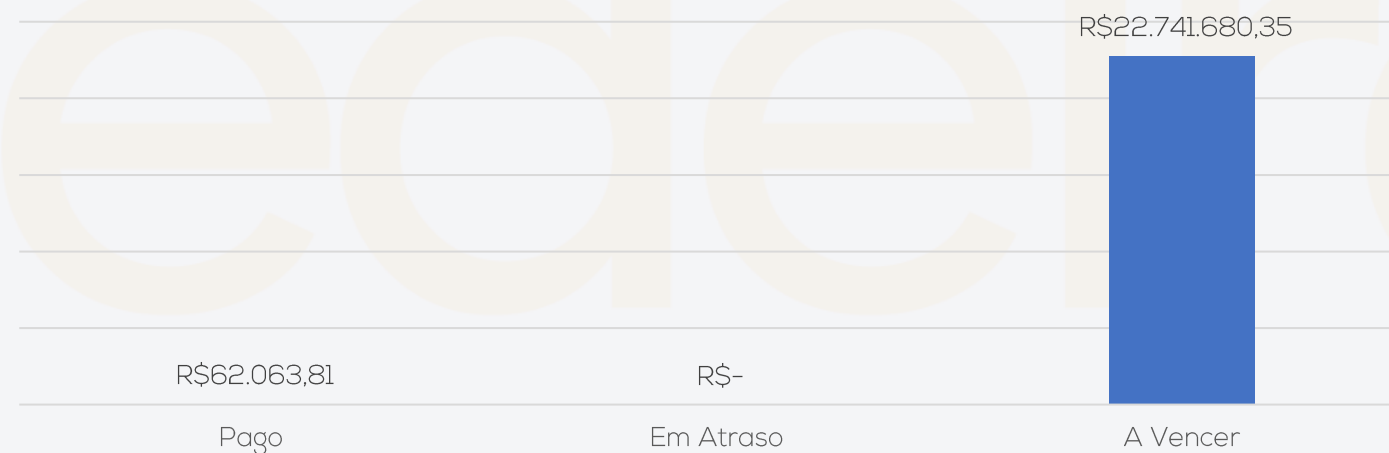 R$22.741.680,35
R$62.063,81
R$-
Pago
Em Atraso
A Vencer